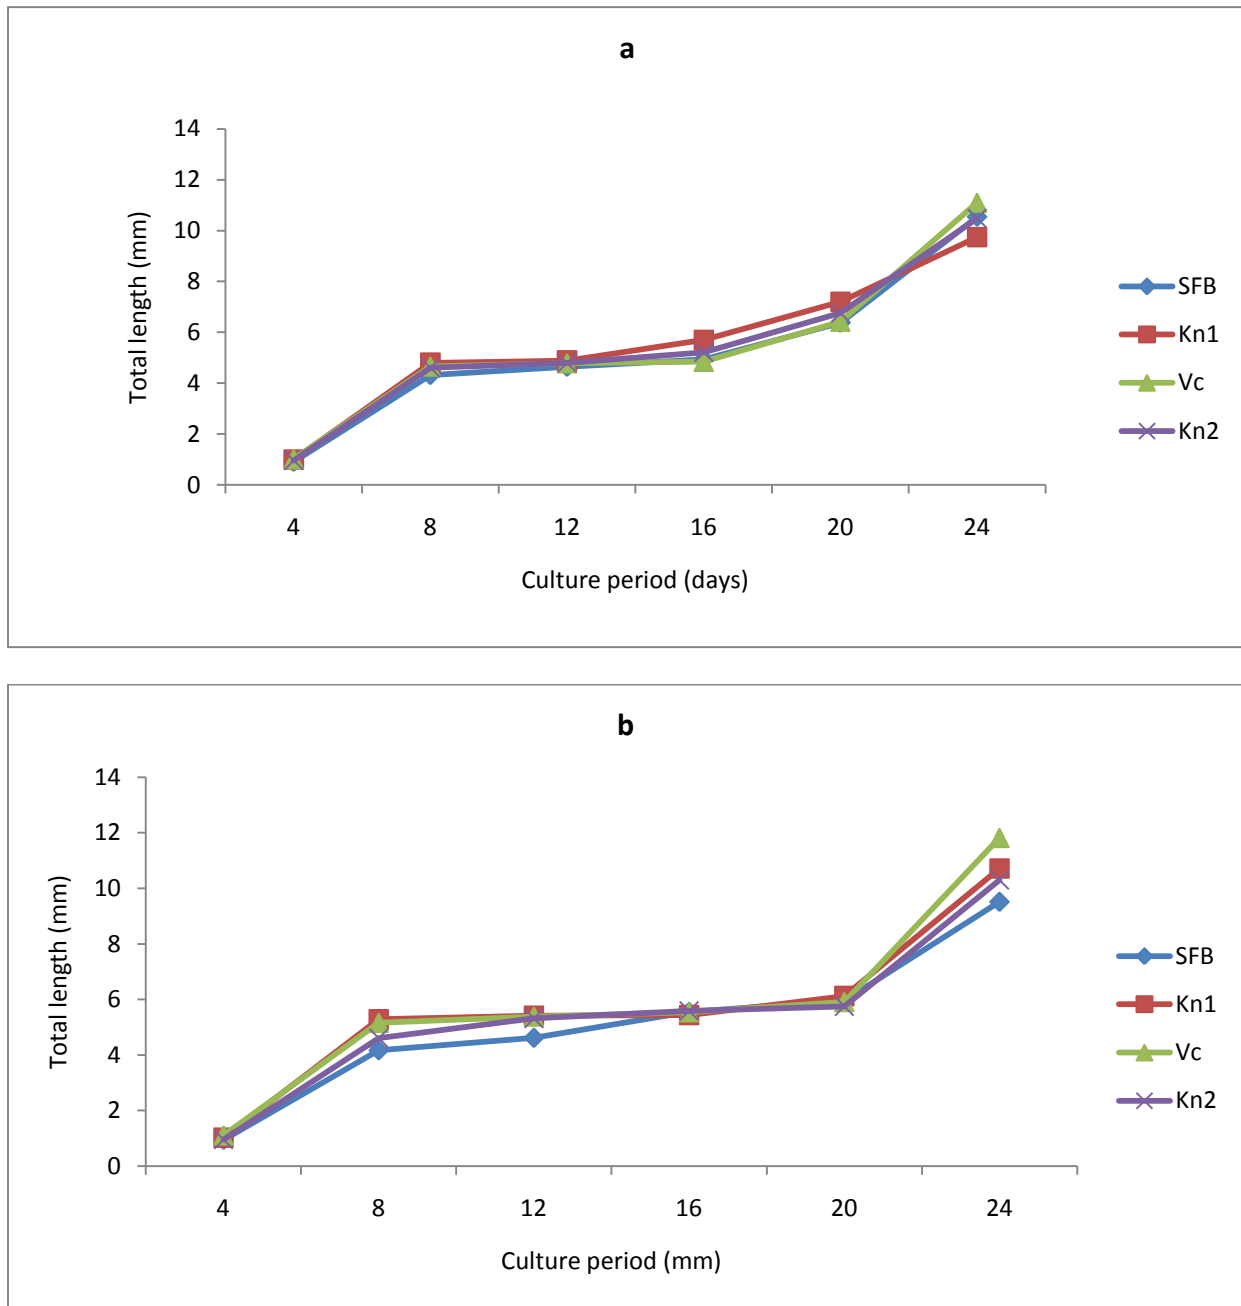 a
14
12
10
8
6
4
2
0
Total length (mm)
4 8 12 16 20 24
Culture period (days)
SFB
Kn1
Vc
Kn2
b
14
12
10
8
6
4
2
0
Total length (mm)
4 8 12 16 20 24
Culture period (mm)
SFB
Kn1
Vc
Kn2